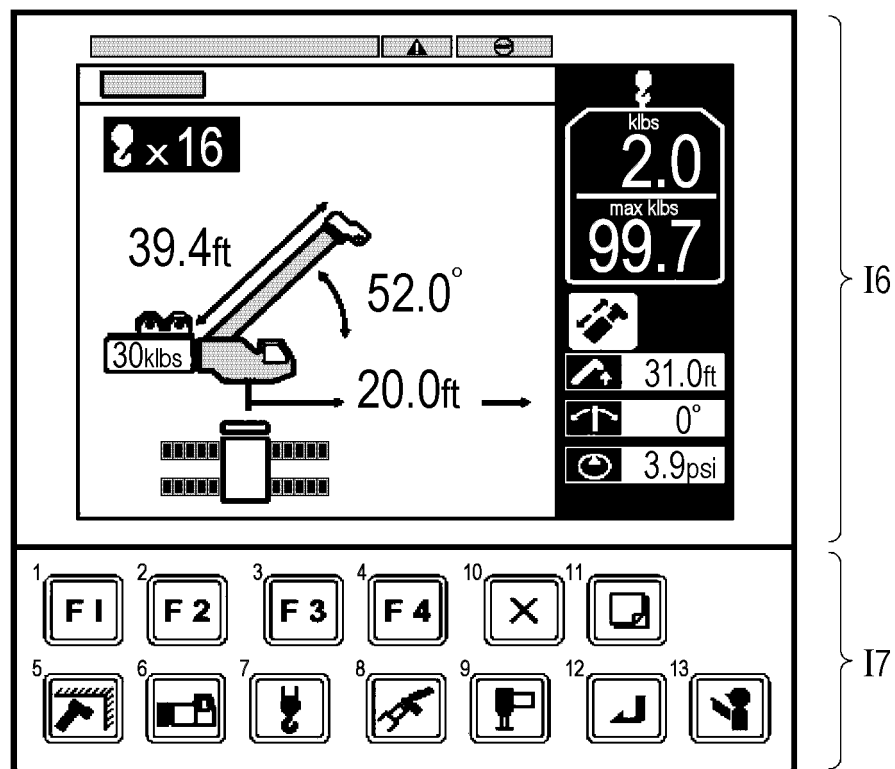 ×16
39.4ft
52.0°
30klbs
20.0ft
klbs
2.0
max klbs
99.7
31.0ft
0°
3.9psi
I6
1 2 3 4 10 11
F1 F2 F3 F4
5 6 7 8 9 12 13
I7